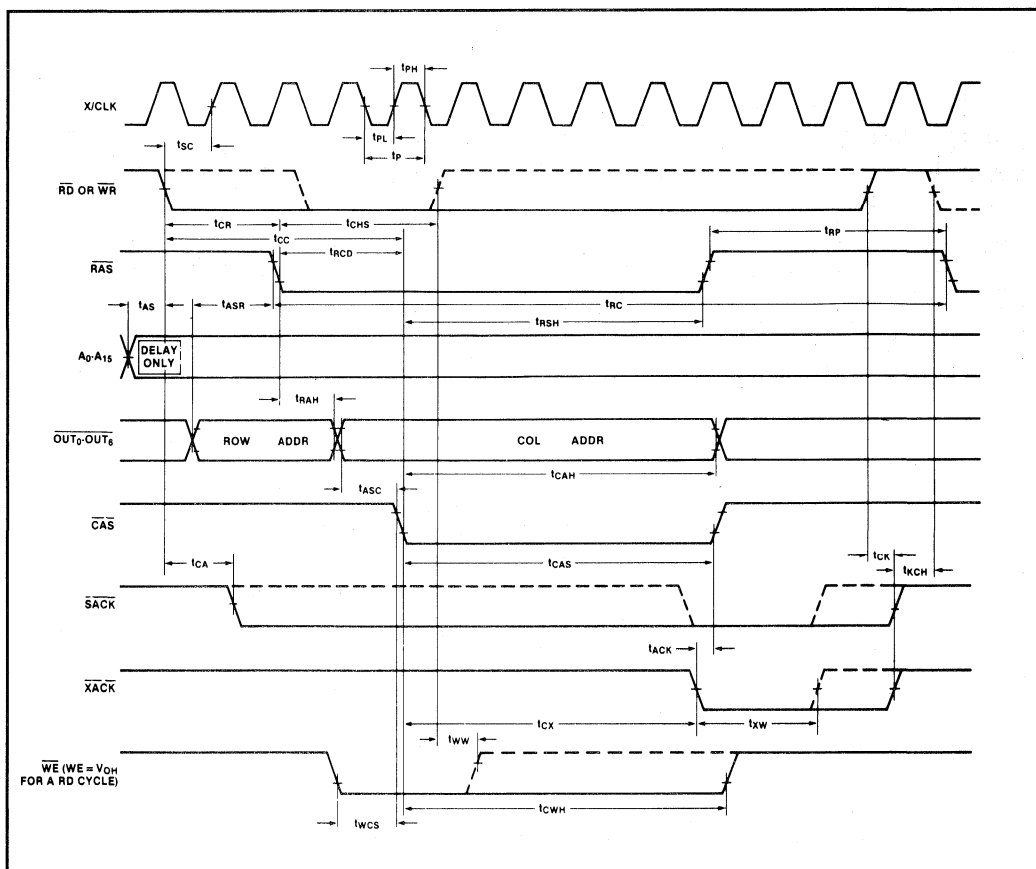 tPH
X/CLK
tPL
tSC
tP
RD OR WR
tCR
tCHS
tCC
tRP
tRCD
RAS
tAS
tASR
tRC
tRSH
A0-A15
DELAY
ONLY
tRAH
OUT0-OUT6
ROW ADDR
COL ADDR
tCAH
tASC
CAS
tCA
tCAS
tCK
tKCH
SACK
tACK
XACK
tCX
tXW
tWW
WE (WE = VOH
FOR A RD CYCLE)
tCWH
tWCS